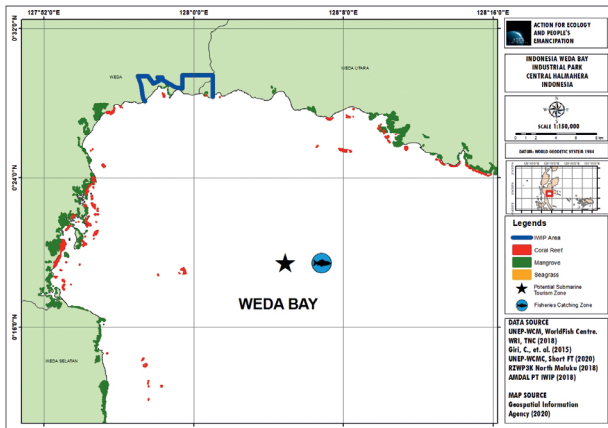 127°52'0"E
128°0'0"E
128°8'0"E
128°16'0"E
0°32'0"N
0°24'0"N
0°16'0"N
WEDA
WEDA UTARA
WEDA SELATAN
WEDA BAY
ACTION FOR ECOLOGY
AND PEOPLE'S
EMANCIPATION
INDONESIA WEDA BAY
INDUSTRIAL PARK
CENTRAL HALMAHERA
INDONESIA
SCALE 1:150,000
DATUM: WORLD GEODETIC SYSTEM 1984
Legends
IWIP Area
Coral Reef
Mangrove
Seagrass
Potential Submarine
Tourism Zone
Fisheries Catching Zone
DATA SOURCE
UNEP-WCM, WorldFish Centre.
WRI, TNC (2018)
Giri, C., et. al. (2015)
UNEP-WCMC, Short FT (2020)
RZWP3K North Maluku (2018)
AMDAL PT IWIP (2018)
MAP SOURCE
Geospatial Information
Agency (2020)